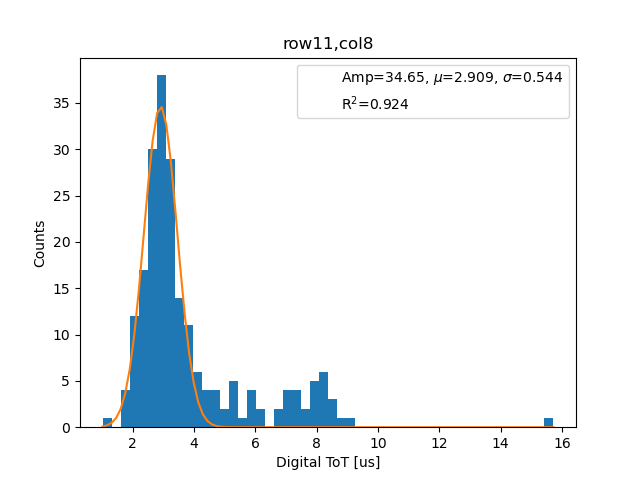 row11,col8
Amp=34.65, μ=2.909, σ=0.544
R²=0.924
Counts
35
30
25
20
15
10
5
0
2 4 6 8 10 12 14 16
Digital ToT [us]